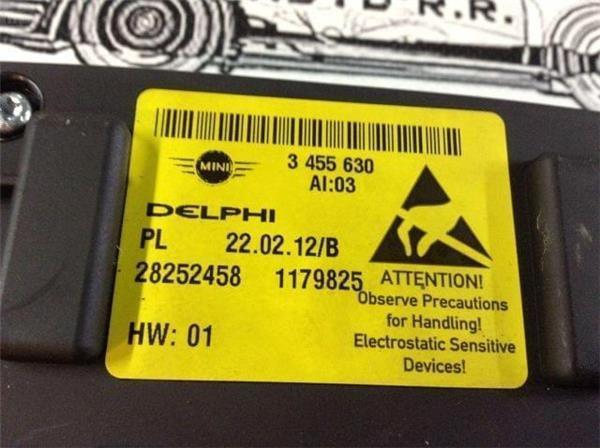 R.R.
MINI
3 455 630
AI:03
DELPHI
PL 22.02.12/B
28252458 1179825
HW: 01
ATTENTION!
Observe Precautions
for Handling!
Electrostatic Sensitive
Devices!